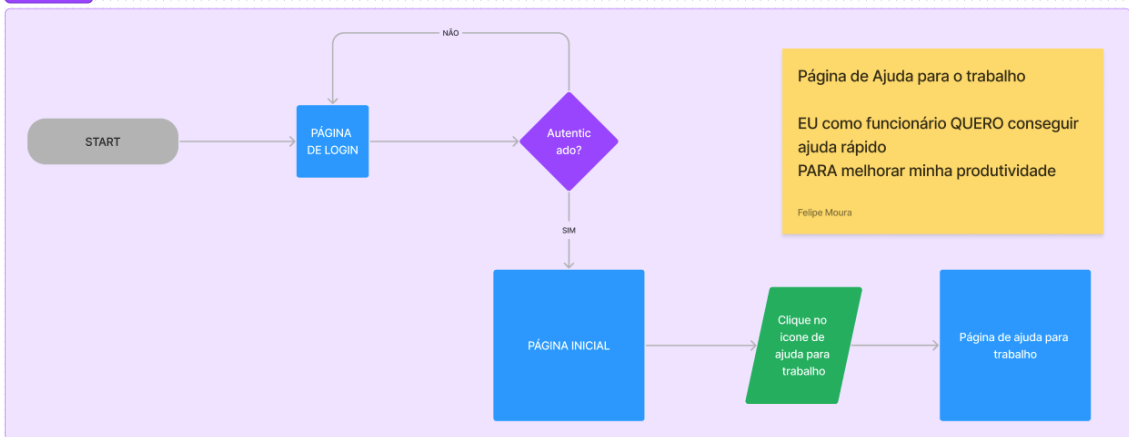 NÃO
START
PÁGINA
DE LOGIN
Autentic
ado?
Página de Ajuda para o trabalho
EU como funcionário QUERO conseguir
ajuda rápido
PARA melhorar minha produtividade
Felipe Moura
SIM
PÁGINA INICIAL
Clique no
icone de
ajuda para
trabalho
Página de ajuda para
trabalho